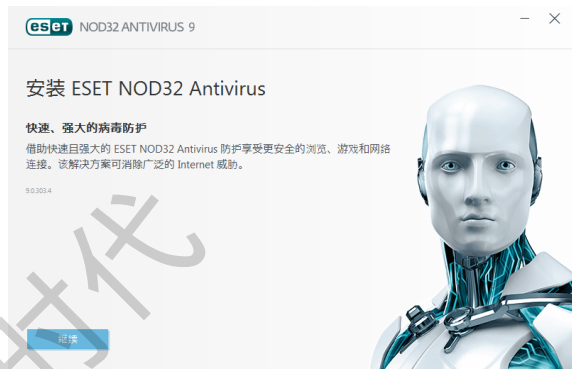 eseT NOD32 ANTIVIRUS 9
安装 ESET NOD32 Antivirus
快速、强大的病毒防护
借助快速且强大的 ESET NOD32 Antivirus 防护享受更安全的浏览、游戏和网络
连接。该解决方案可消除广泛的 Internet 威胁。
9.0.303.4
时代
继续